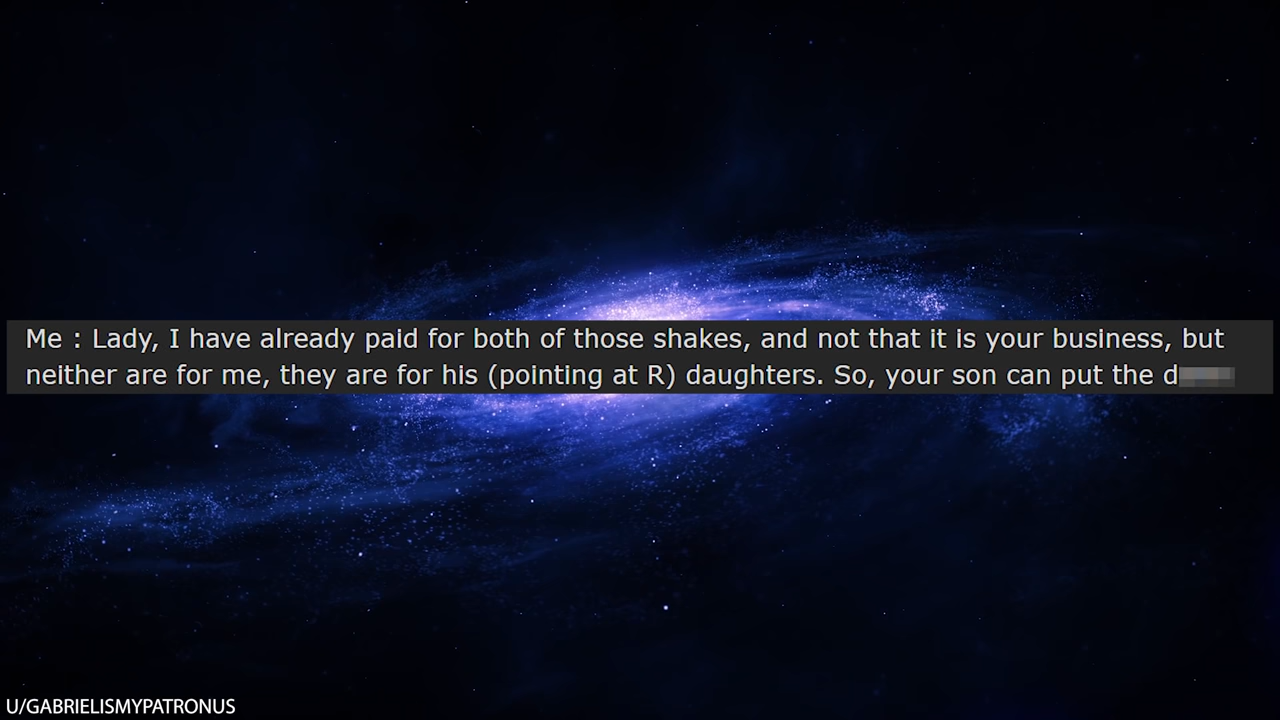 Me : Lady, I have already paid for both of those shakes, and not that it is your business, but
neither are for me, they are for his (pointing at R) daughters. So, your son can put the
U/GABRIELISMYPATRONUS